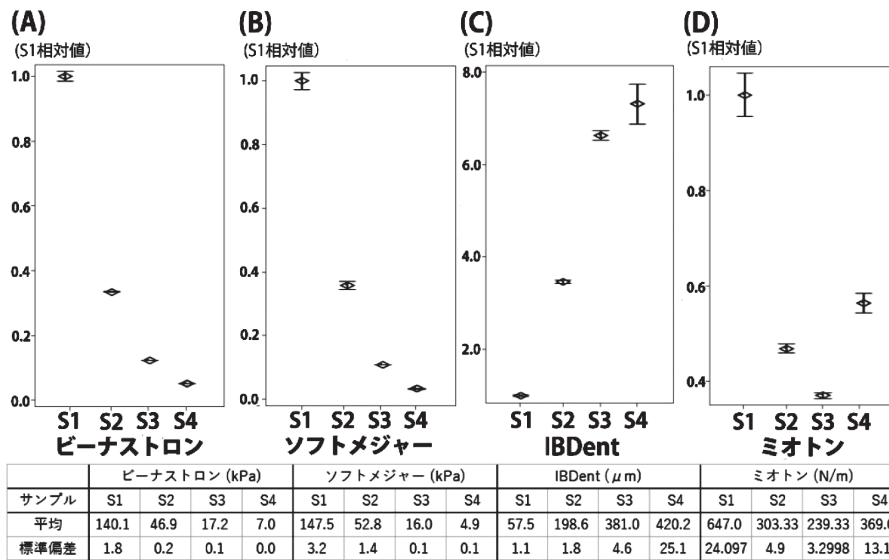 (A) (B) (C) (D)
(S1相対値) (S1相対値) (S1相対値) (S1相対値)
1.0 0.8 0.6 0.4 0.2 0.0
S1 S2 S3 S4
ビーナストロン
1.0 0.8 0.6 0.4 0.2 0.0
S1 S2 S3 S4
ソフトメジャー
8.0 6.0 4.0 2.0
S1 S2 S3 S4
IBDent
1.0 0.8 0.6 0.4
S1 S2 S3 S4
ミオトン
ビーナストロン (kPa) ソフトメジャー (kPa) IBDent (μm) ミオトン (N/m)
サンプル S1 S2 S3 S4 S1 S2 S3 S4 S1 S2 S3 S4 S1 S2 S3 S4
平均 140.1 46.9 17.2 7.0 147.5 52.8 16.0 4.9 57.5 198.6 381.0 420.2 647.0 303.33 239.33
標準偏差 1.8 0.2 0.1 0.0 3.2 1.4 0.1 0.1 1.1 1.8 4.6 25.1 24.097 4.9 3.2998